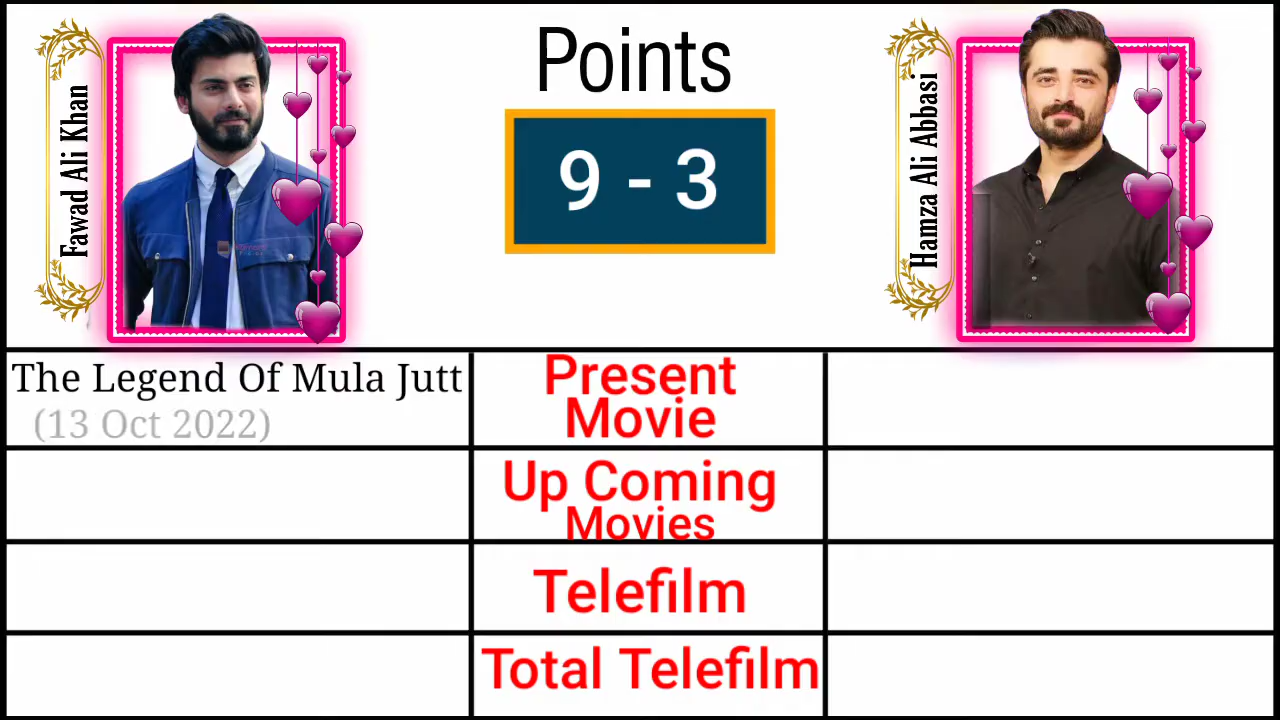 Fawad Ali Khan
Points
9 - 3
Hamza Ali Abbasi
The Legend Of Mula Jutt
(13 Oct 2022)
Present
Movie
Up Coming
Movies
Telefilm
Total Telefilm